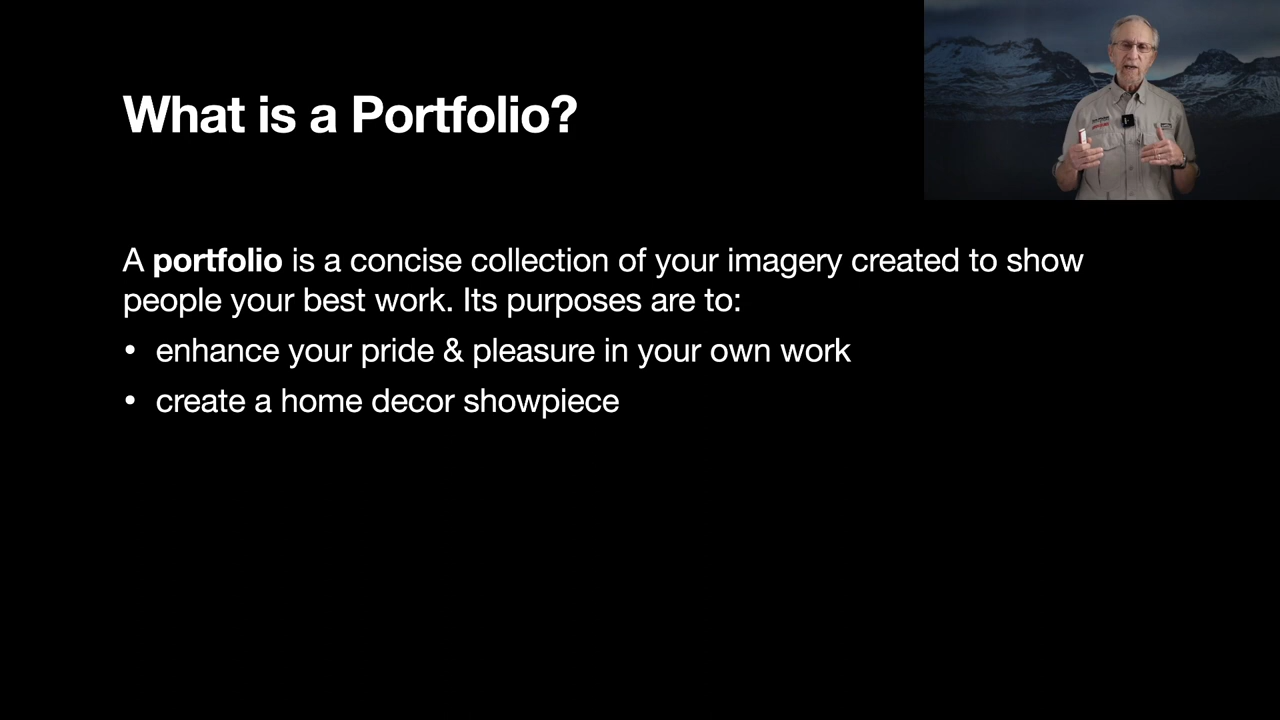 What is a Portfolio?
A portfolio is a concise collection of your imagery created to show
people your best work. Its purposes are to:
• enhance your pride & pleasure in your own work
• create a home decor showpiece